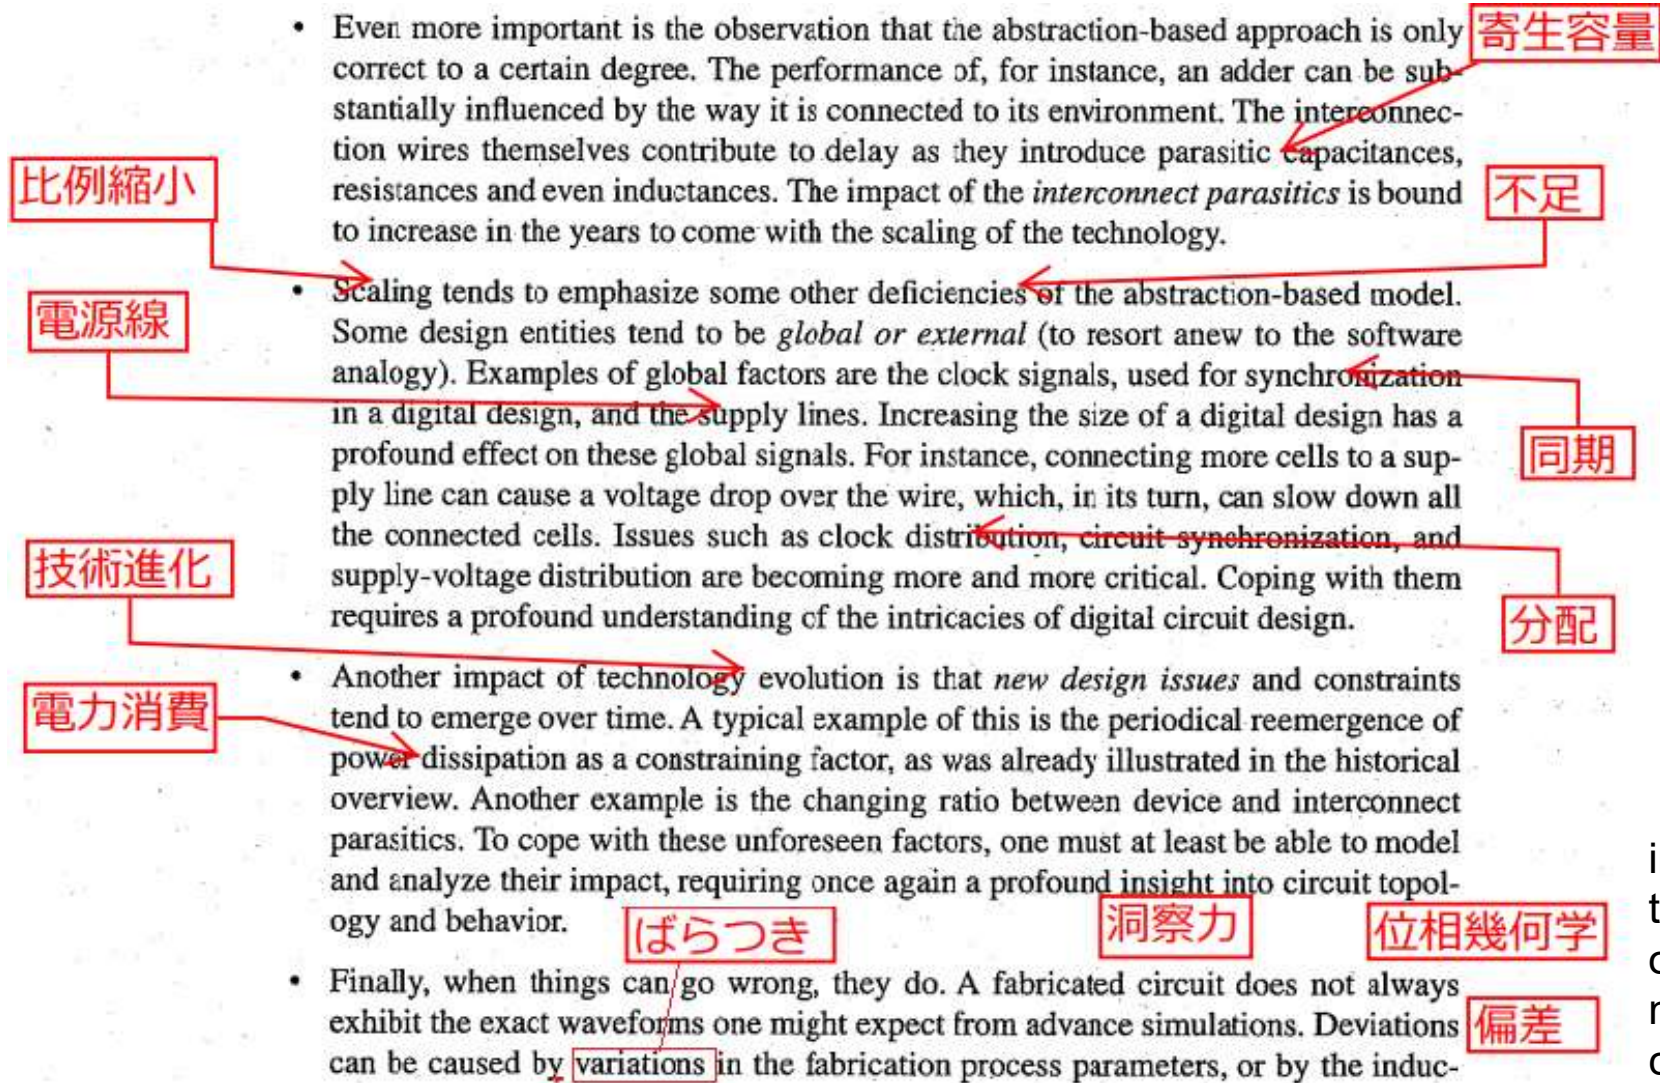 • Even more important is the observation that the abstraction-based approach is only
correct to a certain degree. The performance of, for instance, an adder can be sub-
stantially influenced by the way it is connected to its environment. The interconnec-
tion wires themselves contribute to delay as they introduce parasitic capacitances,
resistances and even inductances. The impact of the interconnect parasitics is bound
to increase in the years to come with the scaling of the technology.
寄生容量
比例縮小
不足
• Scaling tends to emphasize some other deficiencies of the abstraction-based model.
Some design entities tend to be global or external (to resort anew to the software
analogy). Examples of global factors are the clock signals, used for synchronization
in a digital design, and the supply lines. Increasing the size of a digital design has a
profound effect on these global signals. For instance, connecting more cells to a sup-
ply line can cause a voltage drop over the wire, which, in its turn, can slow down all
the connected cells. Issues such as clock distribution, circuit synchronization, and
supply-voltage distribution are becoming more and more critical. Coping with them
requires a profound understanding of the intricacies of digital circuit design.
電源線
同期
技術進化
分配
• Another impact of technology evolution is that new design issues and constraints
tend to emerge over time. A typical example of this is the periodical reemergence of
power dissipation as a constraining factor, as was already illustrated in the historical
overview. Another example is the changing ratio between device and interconnect
parasitics. To cope with these unforeseen factors, one must at least be able to model
and analyze their impact, requiring once again a profound insight into circuit topol-
ogy and behavior.
電力消費
ばらつき
洞察力
位相幾何学
• Finally, when things can go wrong, they do. A fabricated circuit does not always
exhibit the exact waveforms one might expect from advance simulations. Deviations
can be caused by variations in the fabrication process parameters, or by the induc-
偏差